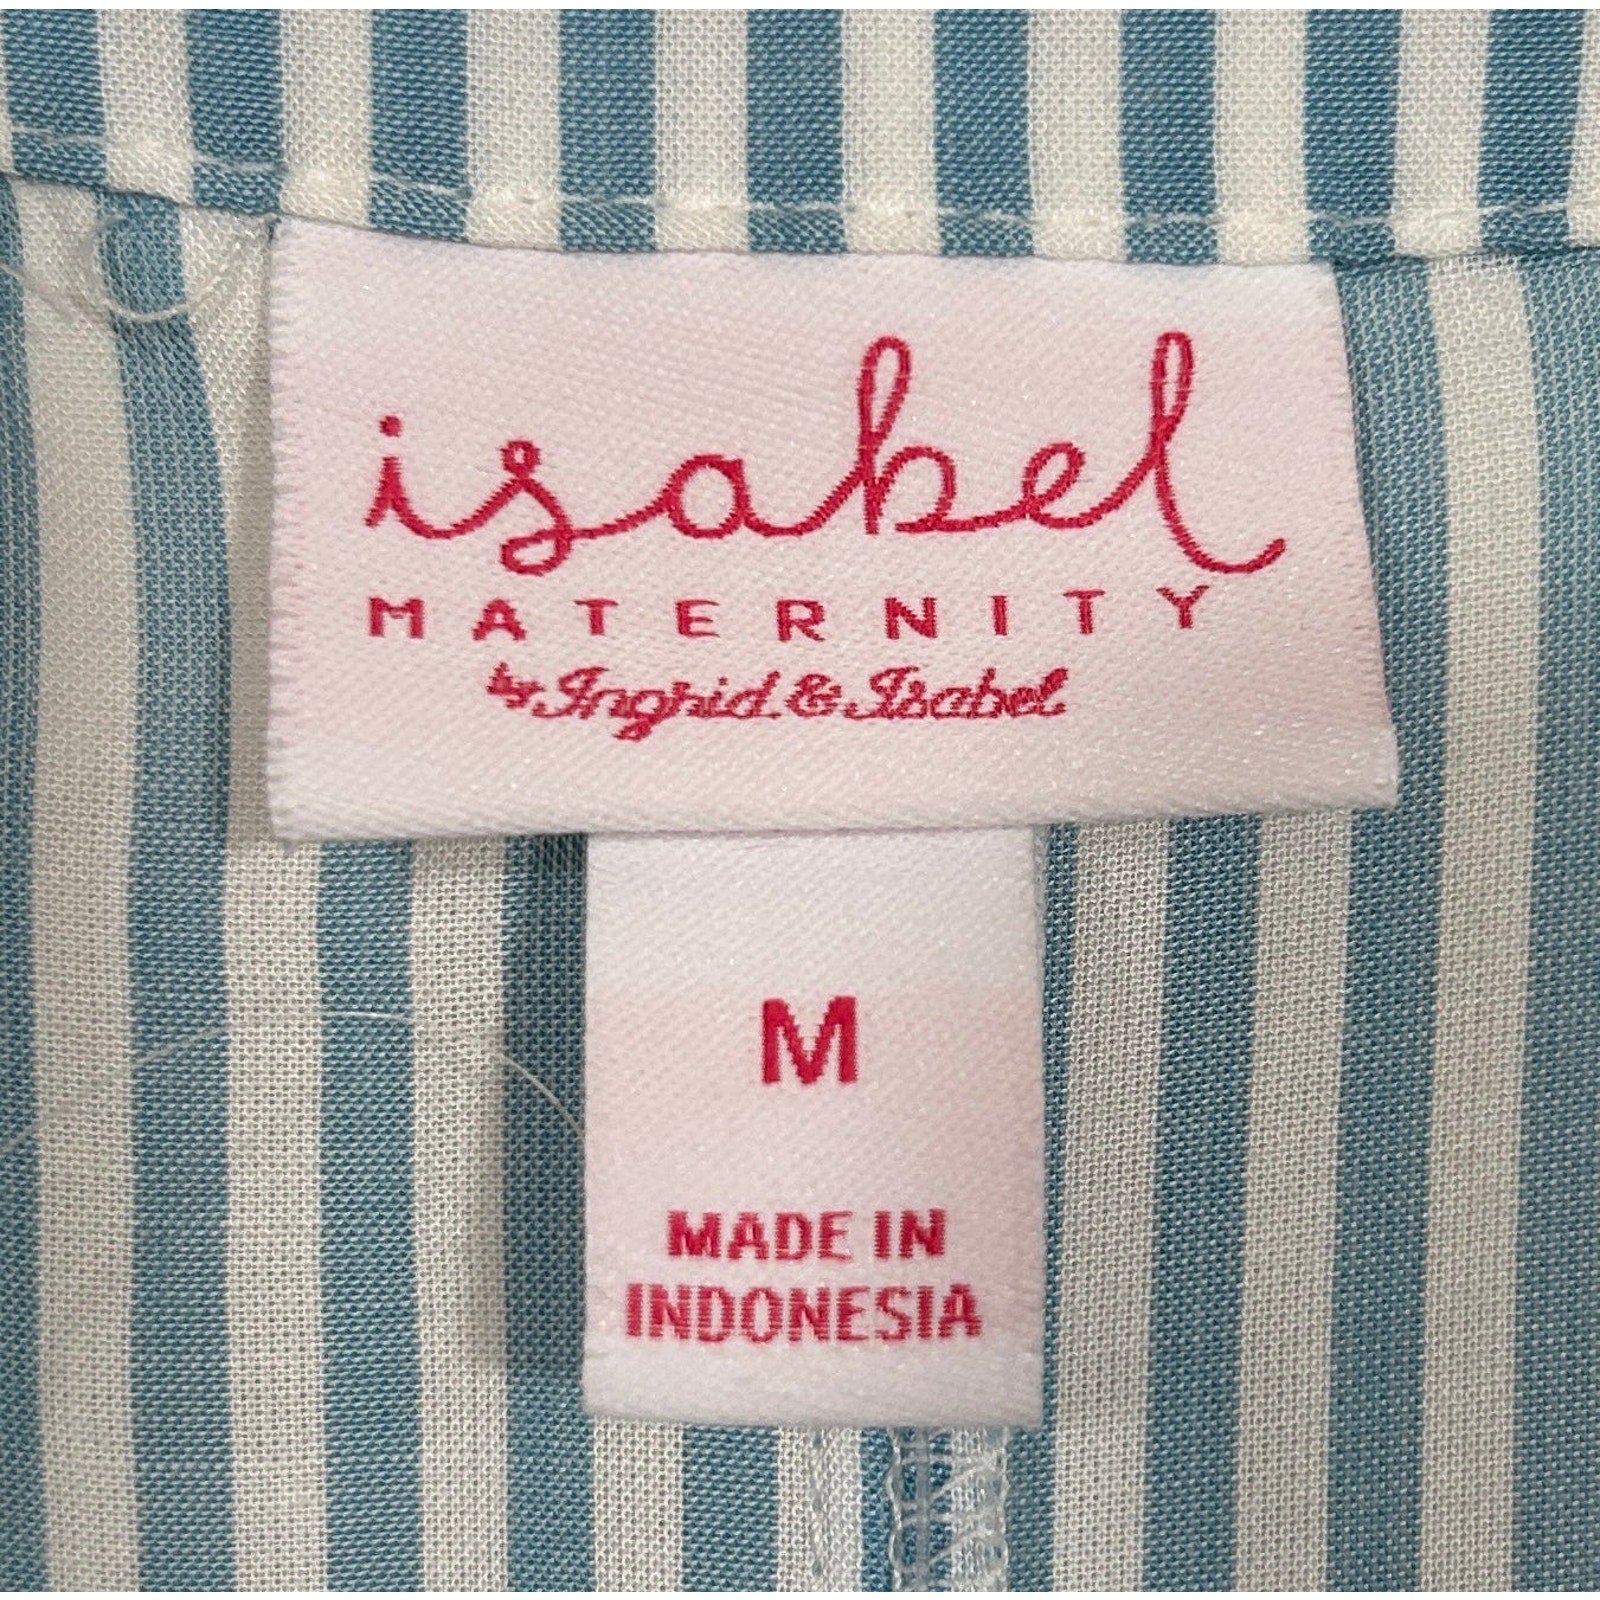 isabel
MATERNITY
by Ingrid & Isabel
M
MADE IN
INDONESIA